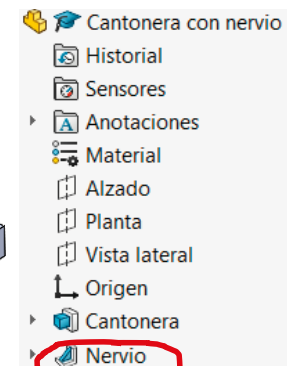 Cantonera con nervio
Historial
Sensores
Anotaciones
Material
Alzado
Planta
Vista lateral
Origen
Cantonera
Nervio